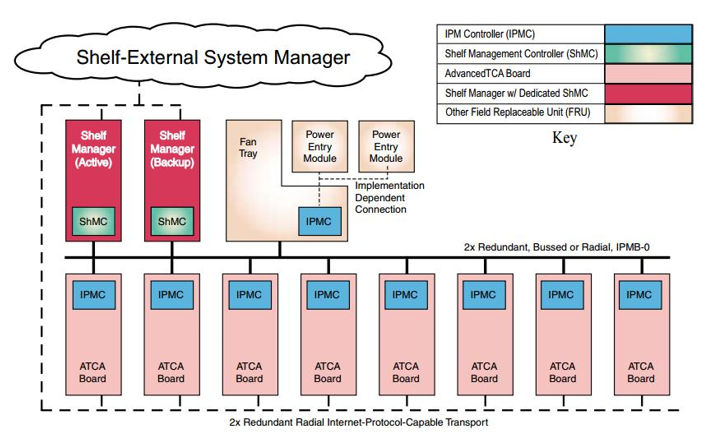 Shelf-External System Manager
IPM Controller (IPMC)
Shelf Management Controller (ShMC)
AdvancedTCA Board
Shelf Manager w/ Dedicated ShMC
Other Field Replaceable Unit (FRU)
Key
Shelf
Manager
(Active)
ShMC
Shelf
Manager
(Backup)
ShMC
Fan
Tray
IPMC
Power
Entry
Module
Power
Entry
Module
Implementation
Dependent
Connection
2x Redundant, Bussed or Radial, IPMB-0
IPMC
ATCA
Board
IPMC
ATCA
Board
IPMC
ATCA
Board
IPMC
ATCA
Board
IPMC
ATCA
Board
IPMC
ATCA
Board
IPMC
ATCA
Board
IPMC
ATCA
Board
2x Redundant Radial Internet-Protocol-Capable Transport